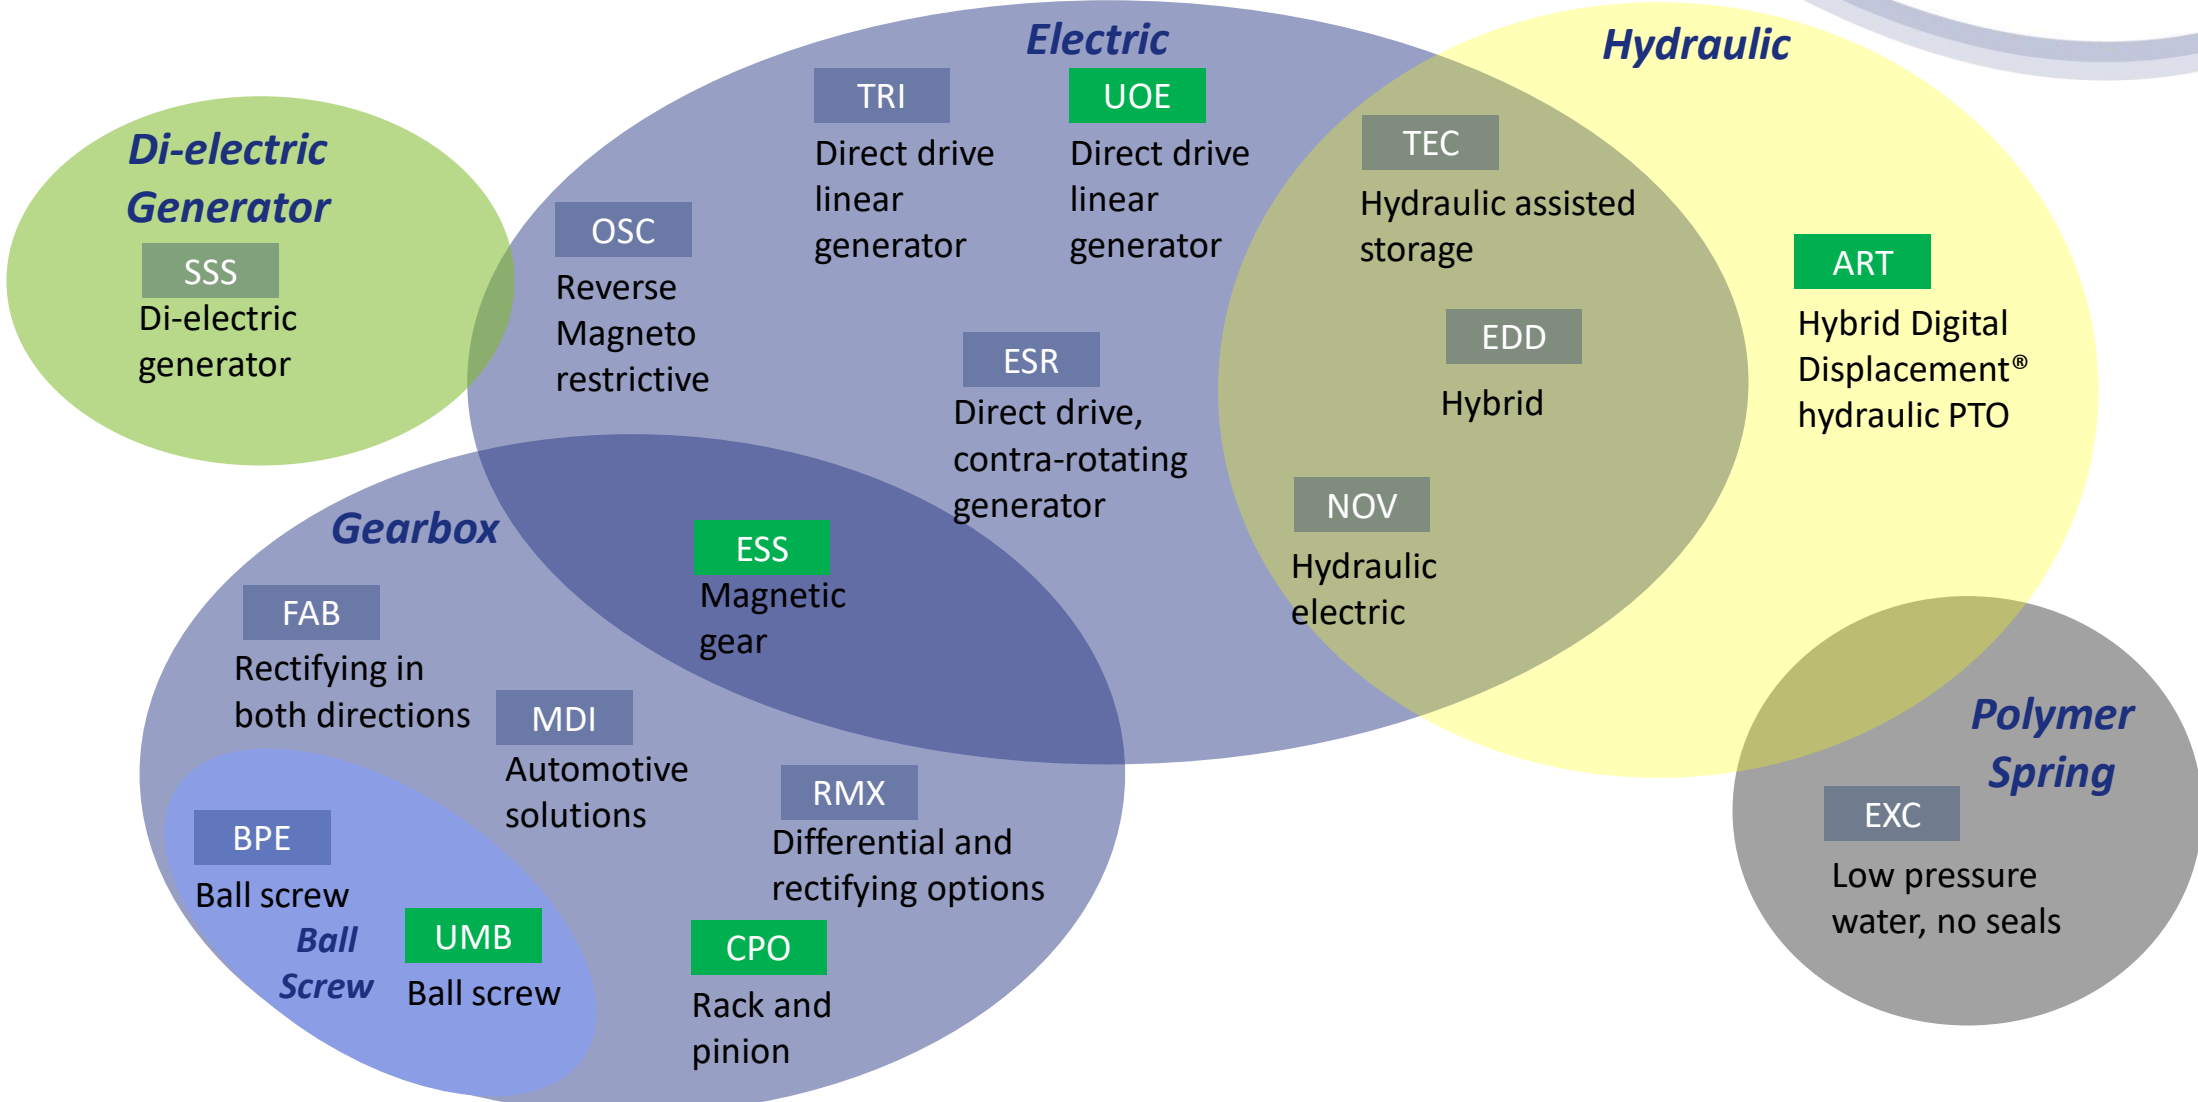 Electric
Hydraulic
Di-electric
Generator
SSS
Di-electric
generator
OSC
Reverse
Magneto
restrictive
TRI
Direct drive
linear
generator
UOE
Direct drive
linear
generator
ESR
Direct drive,
contra-rotating
generator
TEC
Hydraulic assisted
storage
EDD
Hybrid
NOV
Hydraulic
electric
ART
Hybrid Digital
Displacement®
hydraulic PTO
Gearbox
ESS
Magnetic
gear
FAB
Rectifying in
both directions
MDI
Automotive
solutions
RMX
Differential and
rectifying options
BPE
Ball screw
Ball
Screw
UMB
Ball screw
CPO
Rack and
pinion
Polymer
Spring
EXC
Low pressure
water, no seals